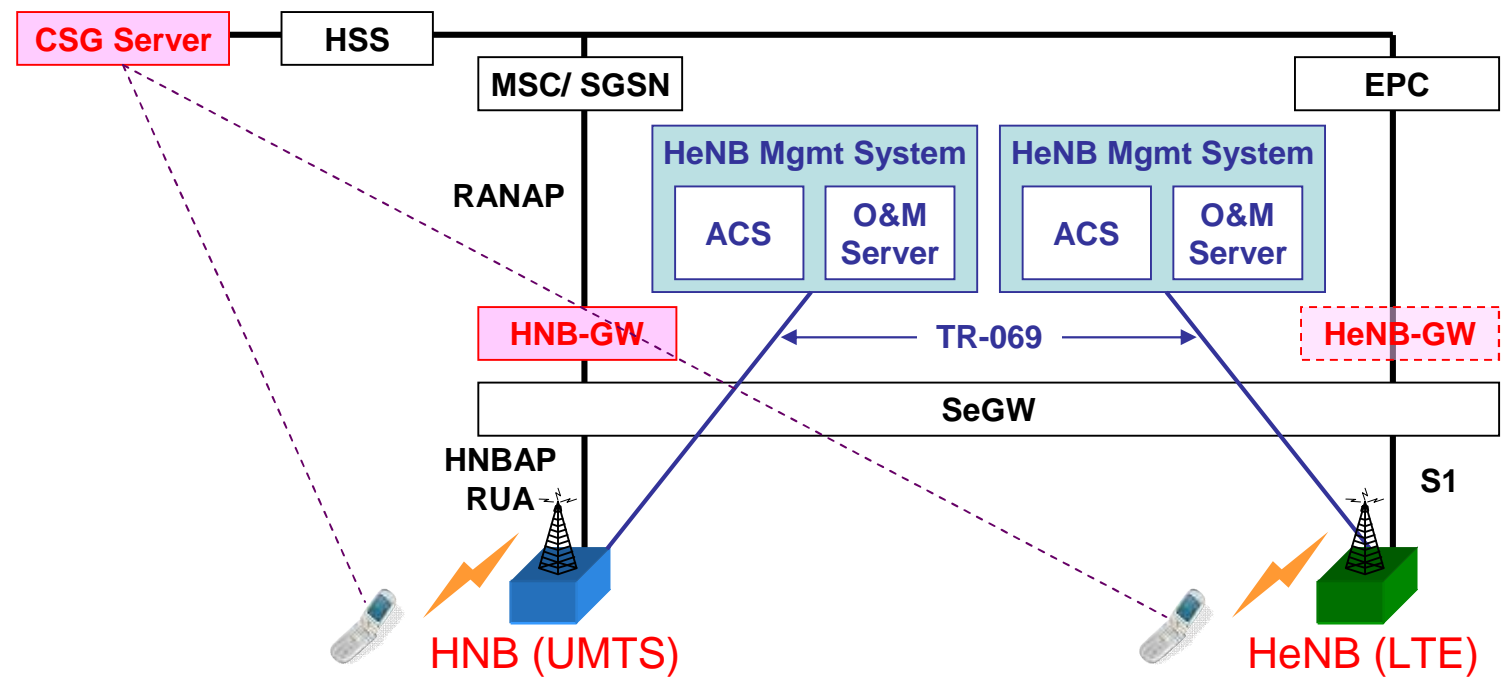 CSG Server
HSS
MSC/ SGSN
EPC
HeNB Mgmt System
HeNB Mgmt System
RANAP
ACS
O&M
Server
ACS
O&M
Server
HNB-GW
TR-069
HeNB-GW
SeGW
HNBAP
RUA
S1
HNB (UMTS)
HeNB (LTE)